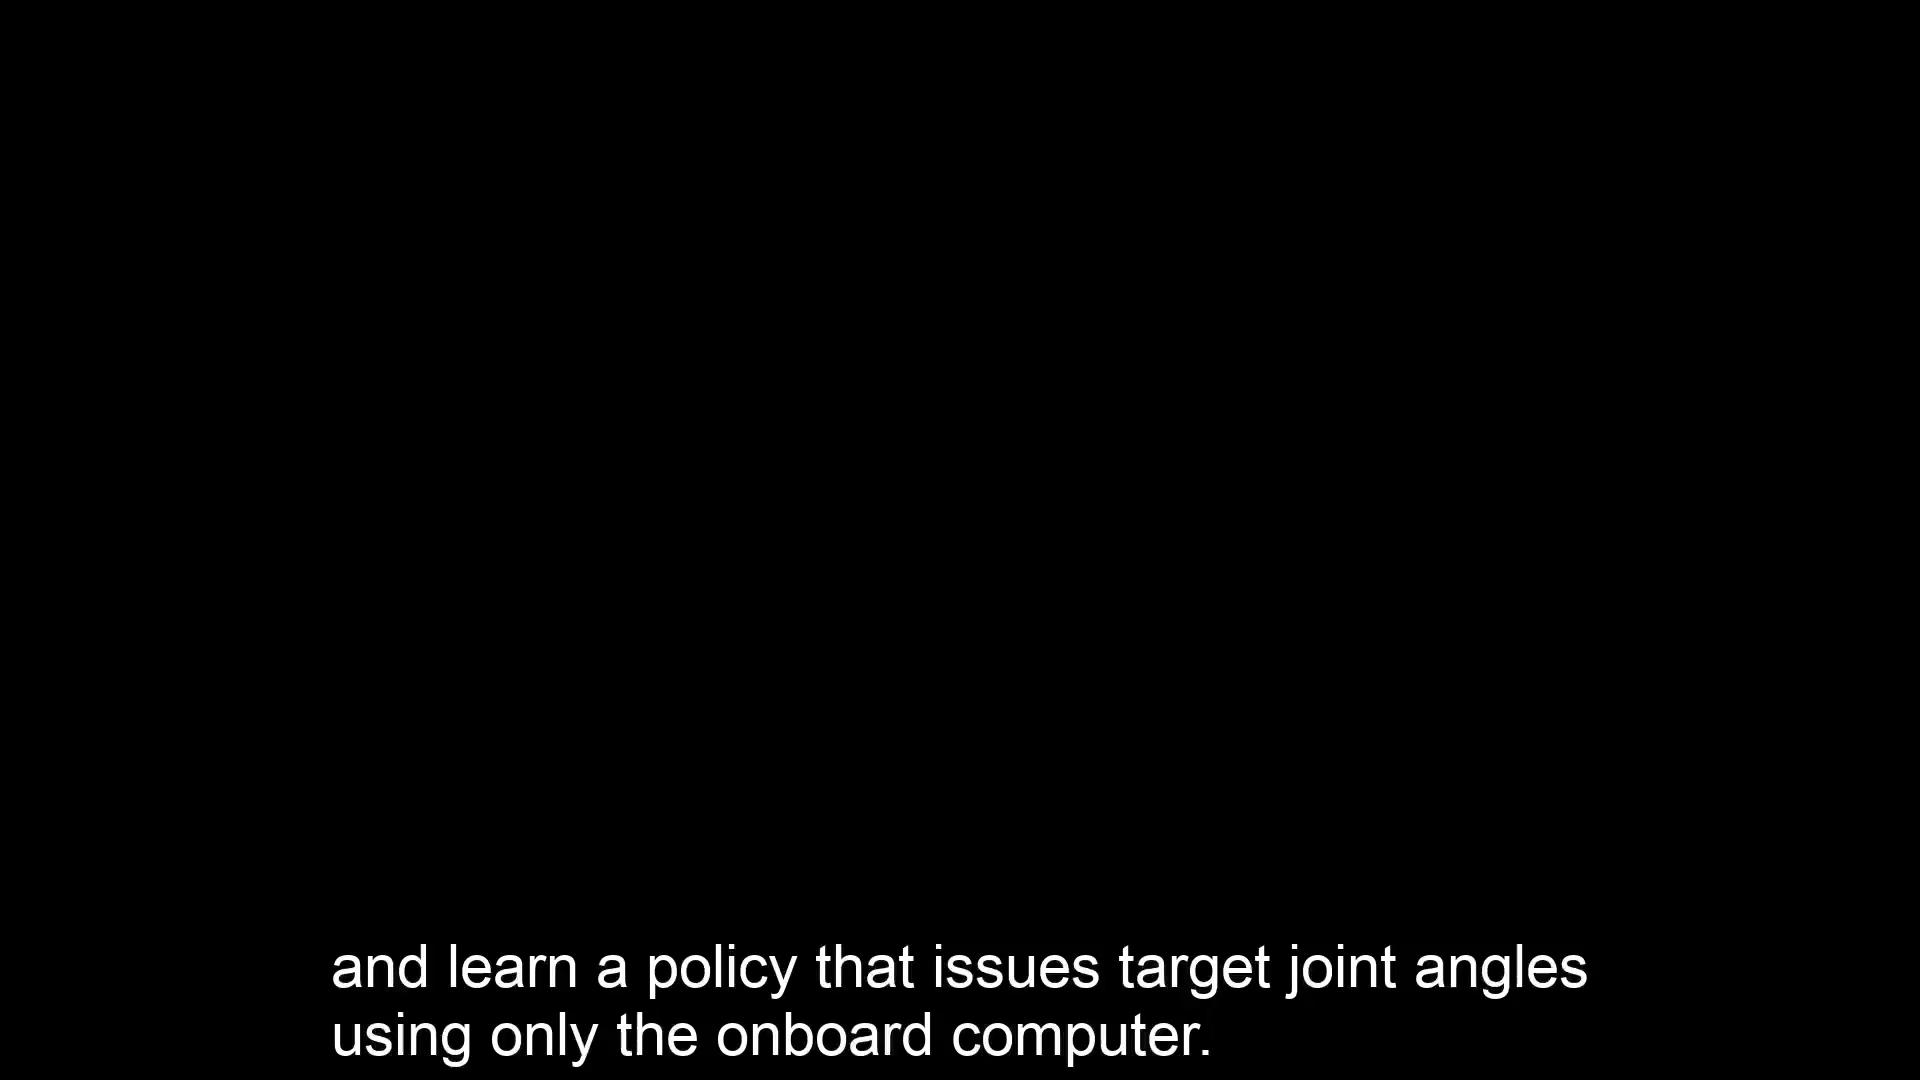 and learn a policy that issues target joint angles
using only the onboard computer.